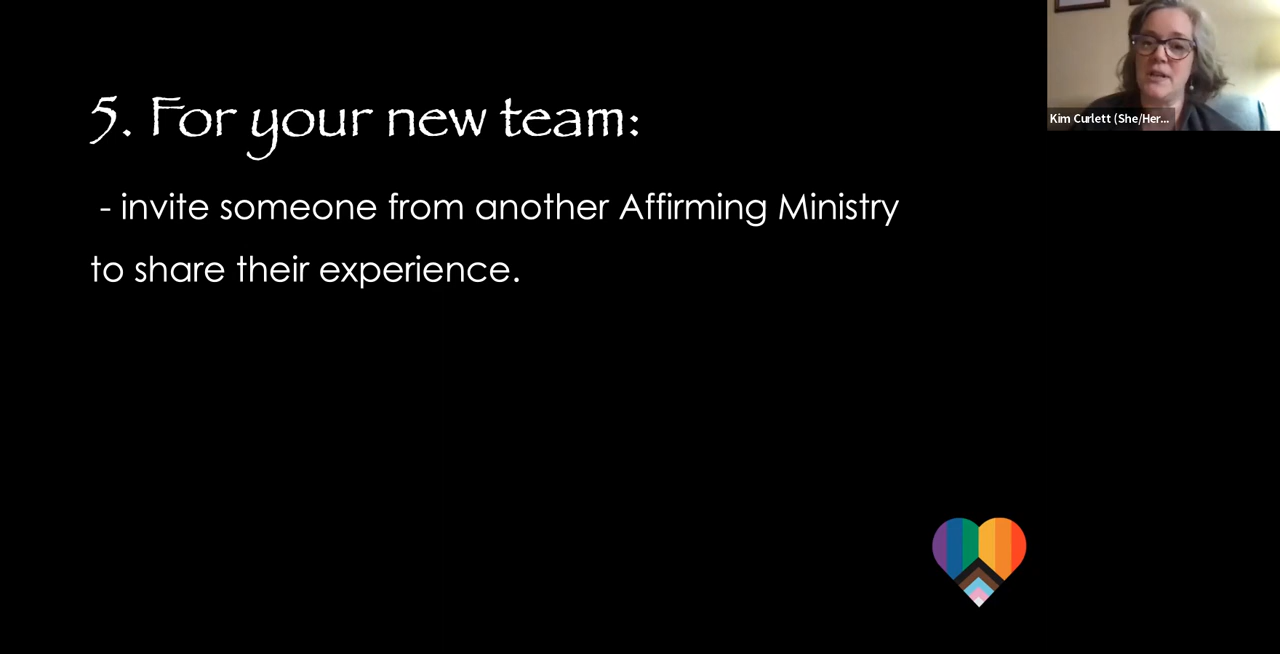 5. For your new team:
- invite someone from another Affirming Ministry
to share their experience.
Kim Curlett (She/Her...